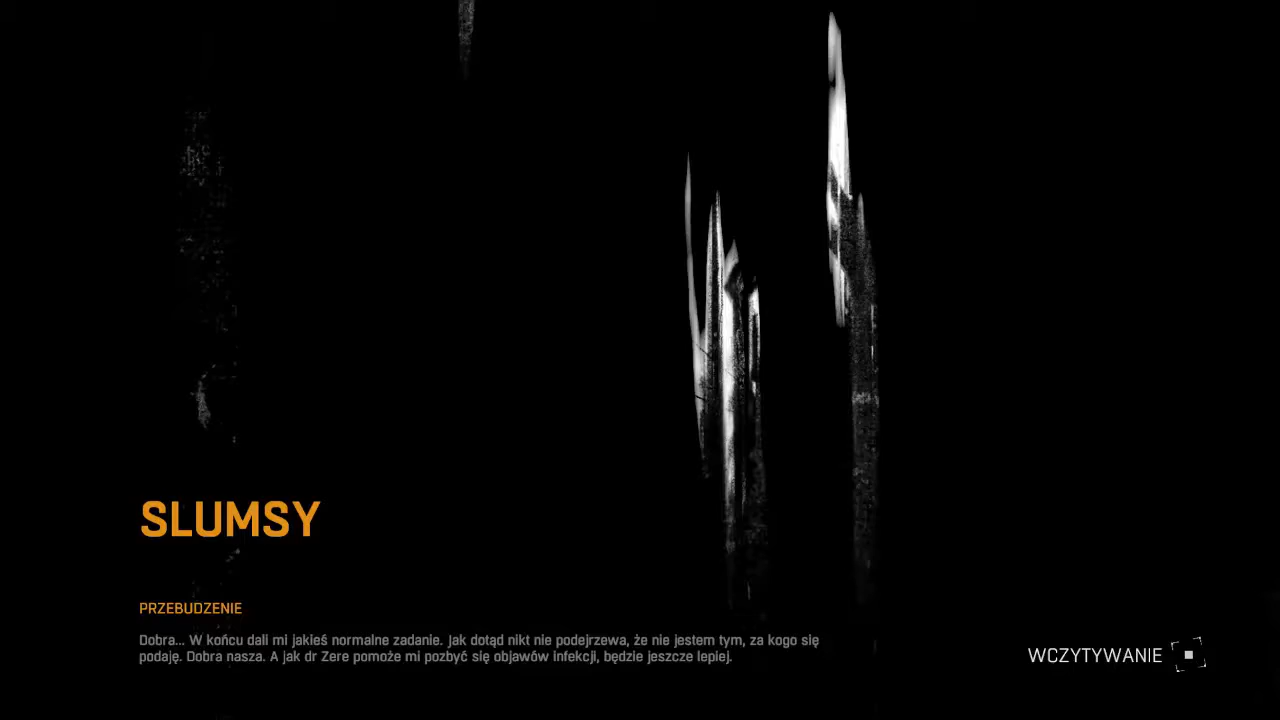 SLUMSY
PRZEBUDZENIE
Dobra... W końcu dali mi jakieś normalne zadanie. Jak dotąd nikt nie podejrzewa, że nie jestem tym, za kogo się
podaję. Dobra nasza. A jak dr Zere pomoże mi pozbyć się objawów infekcji, będzie jeszcze lepiej.
WCZYTYWANIE